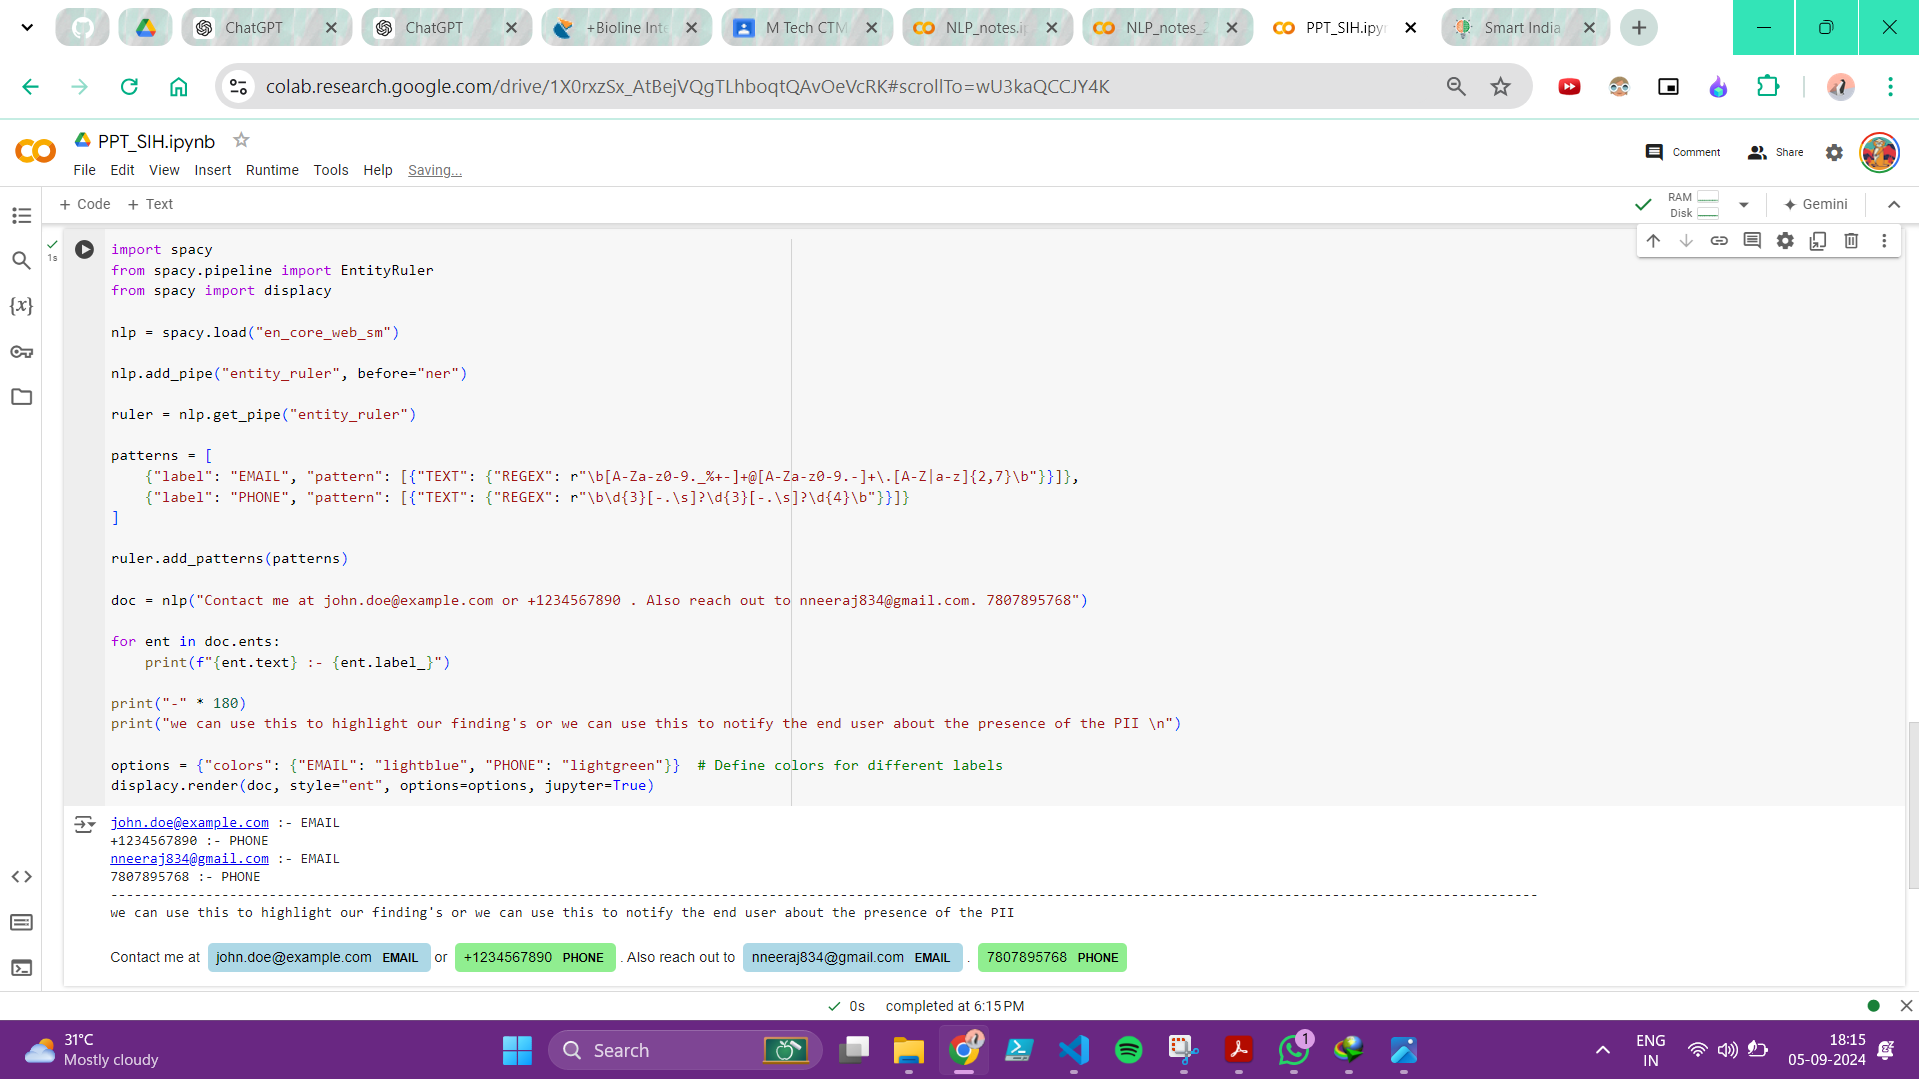 ChatGPT
ChatGPT
+Bioline Inte
M Tech CTM
NLP_notes.ip
NLP_notes_2
PPT_SIH.ipyn
Smart India
colab.research.google.com/drive/1X0rxzSx_AtBejVQgTLhboqtQAvOeVcRK#scrollTo=wU3kaQCCJY4K
PPT_SIH.ipynb
File Edit View Insert Runtime Tools Help Saving...
Comment
Share
+ Code + Text
RAM
Disk
Gemini
1s
import spacy
from spacy.pipeline import EntityRuler
from spacy import displacy
nlp = spacy.load("en_core_web_sm")
nlp.add_pipe("entity_ruler", before="ner")
ruler = nlp.get_pipe("entity_ruler")
patterns = [
    {"label": "EMAIL", "pattern": [{"TEXT": {"REGEX": r"\b[A-Za-z0-9._%+-]+@[A-Za-z0-9.-]+\.[A-Z|a-z]{2,7}\b"}}]},
    {"label": "PHONE", "pattern": [{"TEXT": {"REGEX": r"\b\d{3}[-.\s]?\d{3}[-.\s]?\d{4}\b"}}]}
]
ruler.add_patterns(patterns)
doc = nlp("Contact me at john.doe@example.com or +1234567890 . Also reach out to nneeraj834@gmail.com. 7807895768")
for ent in doc.ents:
    print(f"{ent.text} :- {ent.label_}")
print("-" * 180)
print("we can use this to highlight our finding's or we can use this to notify the end user about the presence of the PII \n")
options = {"colors": {"EMAIL": "lightblue", "PHONE": "lightgreen"}}  # Define colors for different labels
displacy.render(doc, style="ent", options=options, jupyter=True)
john.doe@example.com :- EMAIL
+1234567890 :- PHONE
nneeraj834@gmail.com :- EMAIL
7807895768 :- PHONE
------------------------------------------------------------------------------------------------------------------------------------------------------------------------------------
we can use this to highlight our finding's or we can use this to notify the end user about the presence of the PII
Contact me at john.doe@example.com EMAIL or +1234567890 PHONE . Also reach out to nneeraj834@gmail.com EMAIL . 7807895768 PHONE
0s completed at 6:15 PM
31°C
Mostly cloudy
Search
1
ENG
IN
18:15
05-09-2024